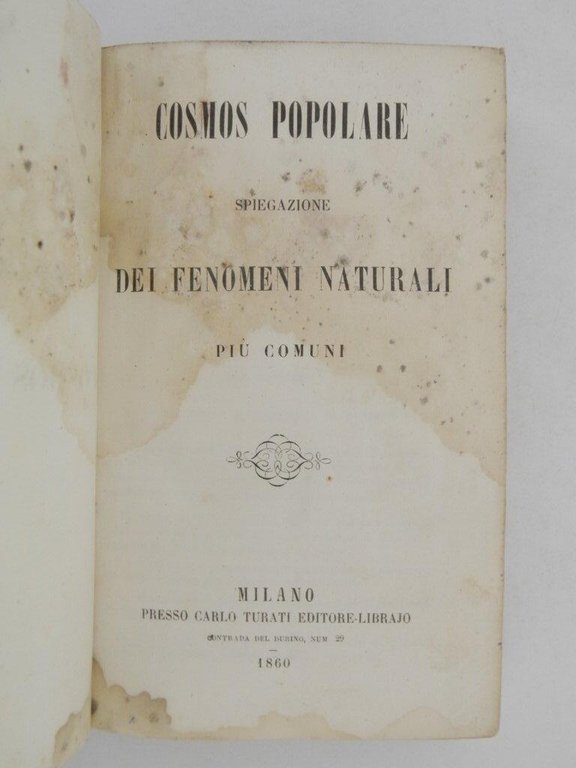 COSMOS POPOLARE
SPIEGAZIONE
DEI FENOMENI NATURALI
PIÙ COMUNI
MILANO
PRESSO CARLO TURATI EDITORE-LIBRAJO
CONTRADA DEL DURINO, NUM 29
1860